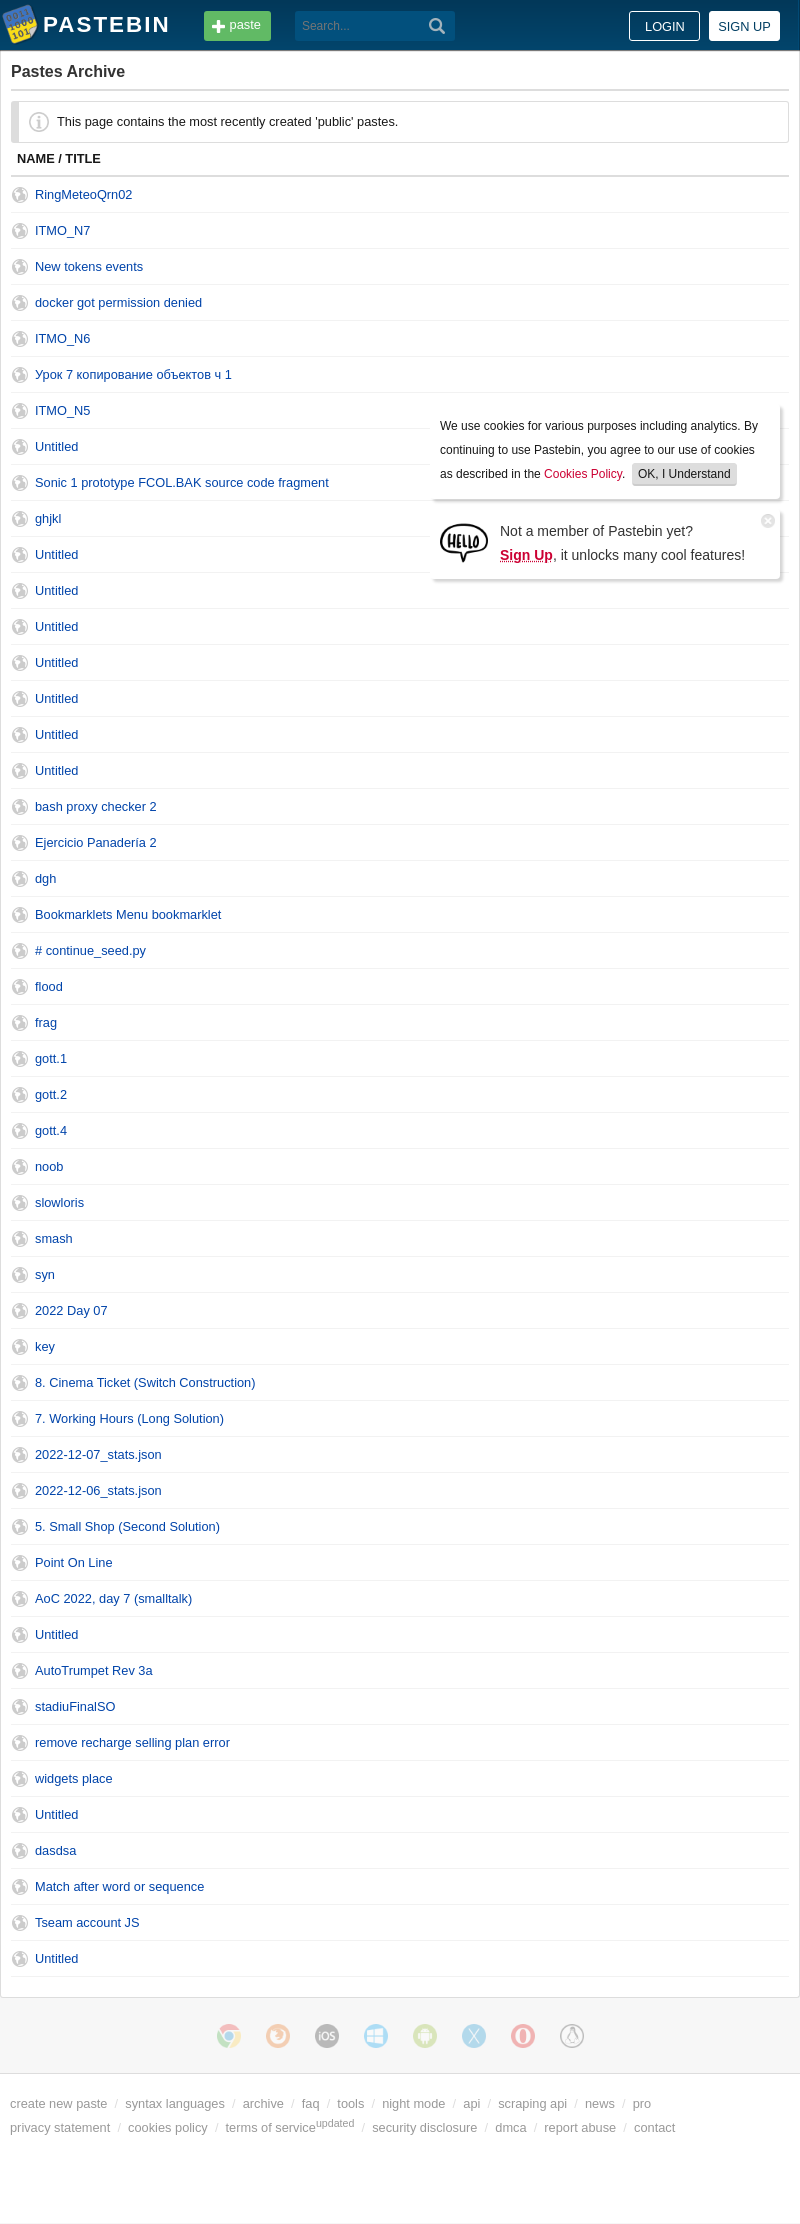 PASTEBIN paste Search... LOGIN SIGN UP
Pastes Archive
This page contains the most recently created 'public' pastes.
NAME / TITLE
RingMeteoQrn02
ITMO_N7
New tokens events
docker got permission denied
ITMO_N6
Урок 7 копирование объектов ч 1
ITMO_N5
Untitled
Sonic 1 prototype FCOL.BAK source code fragment
ghjkl
Untitled
Untitled
Untitled
Untitled
Untitled
Untitled
Untitled
bash proxy checker 2
Ejercicio Panadería 2
dgh
Bookmarklets Menu bookmarklet
# continue_seed.py
flood
frag
gott.1
gott.2
gott.4
noob
slowloris
smash
syn
2022 Day 07
key
8. Cinema Ticket (Switch Construction)
7. Working Hours (Long Solution)
2022-12-07_stats.json
2022-12-06_stats.json
5. Small Shop (Second Solution)
Point On Line
AoC 2022, day 7 (smalltalk)
Untitled
AutoTrumpet Rev 3a
stadiuFinalSO
remove recharge selling plan error
widgets place
Untitled
dasdsa
Match after word or sequence
Tseam account JS
Untitled
We use cookies for various purposes including analytics. By
continuing to use Pastebin, you agree to our use of cookies
as described in the Cookies Policy. OK, I Understand
HELLO
Not a member of Pastebin yet?
Sign Up, it unlocks many cool features!
iOS
create new paste / syntax languages / archive / faq / tools / night mode / api / scraping api / news / pro
privacy statement / cookies policy / terms of service updated / security disclosure / dmca / report abuse / contact